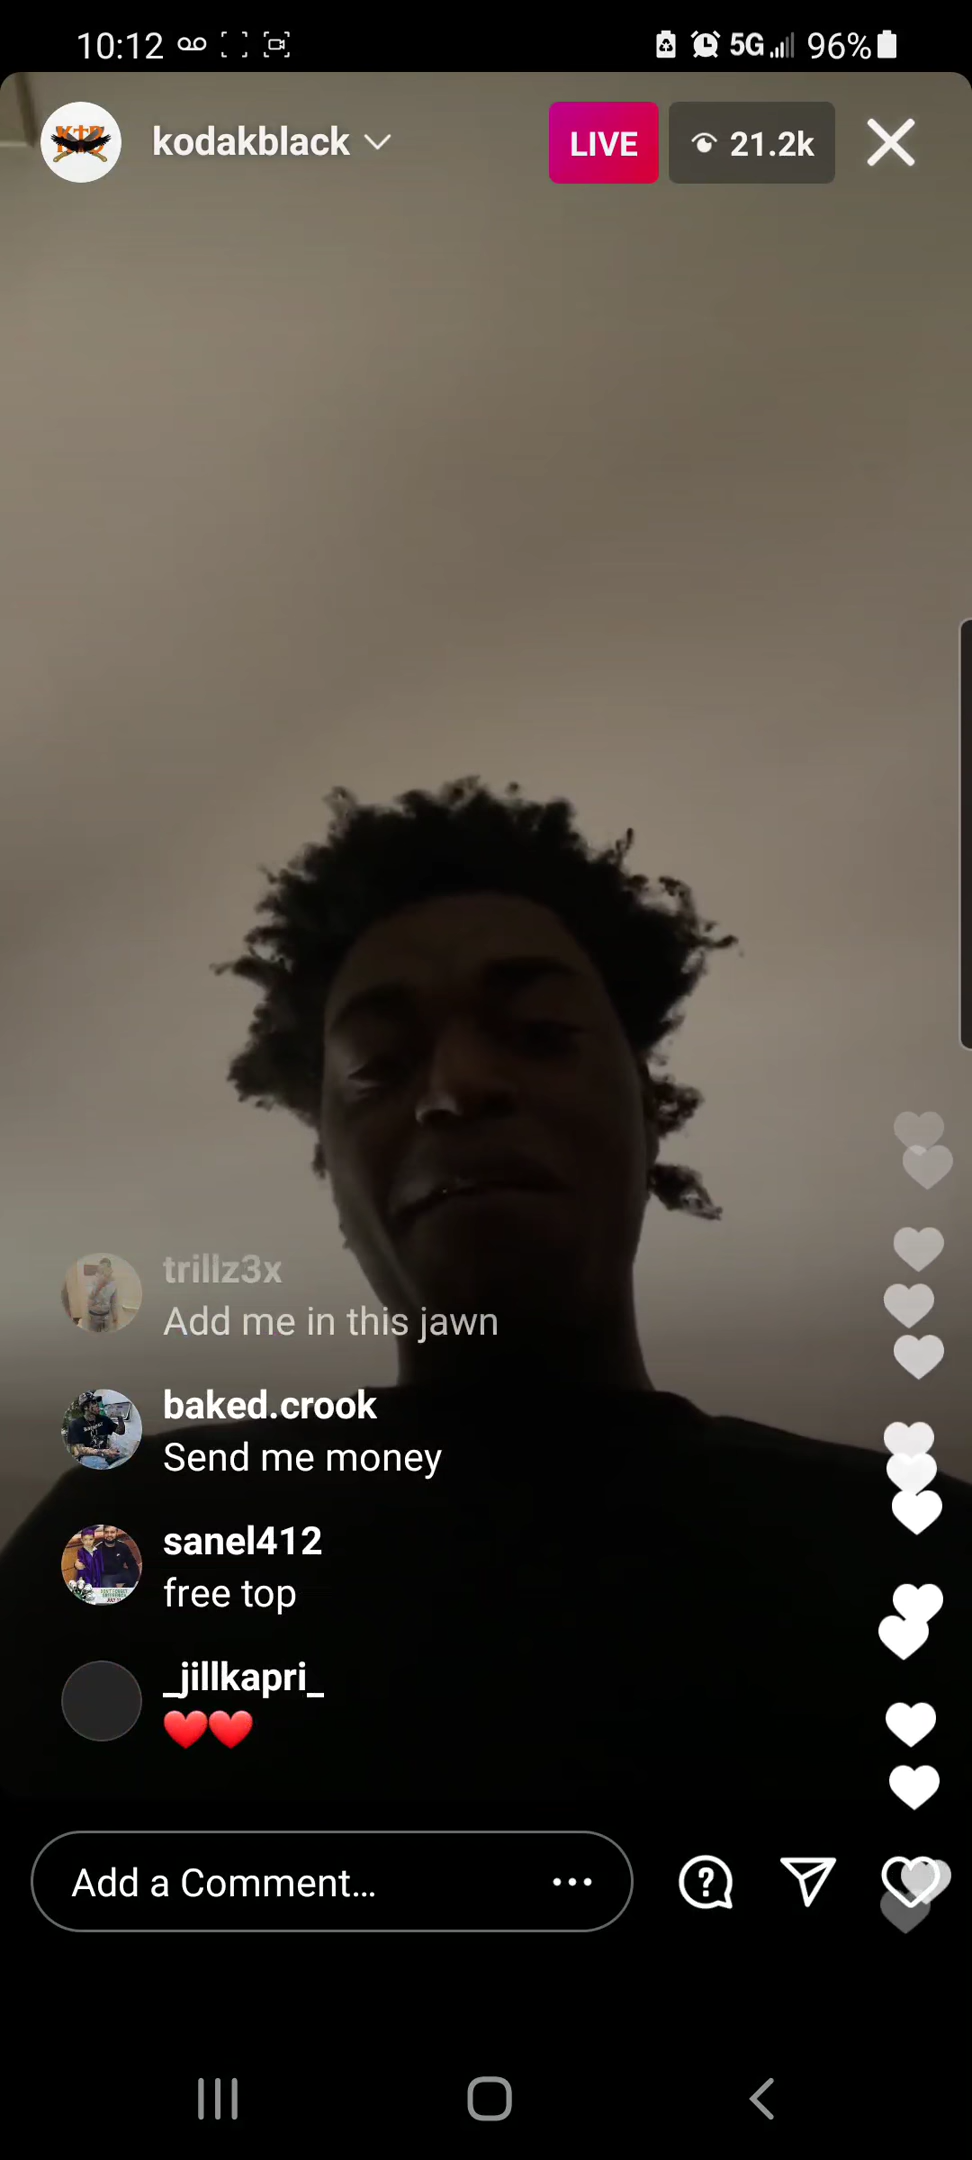 10:12 5G 96%
kodakblack LIVE 21.2k
trillz3x
Add me in this jawn
baked.crook
Send me money
sanel412
free top
_jillkapri_
❤️❤️
Add a Comment...